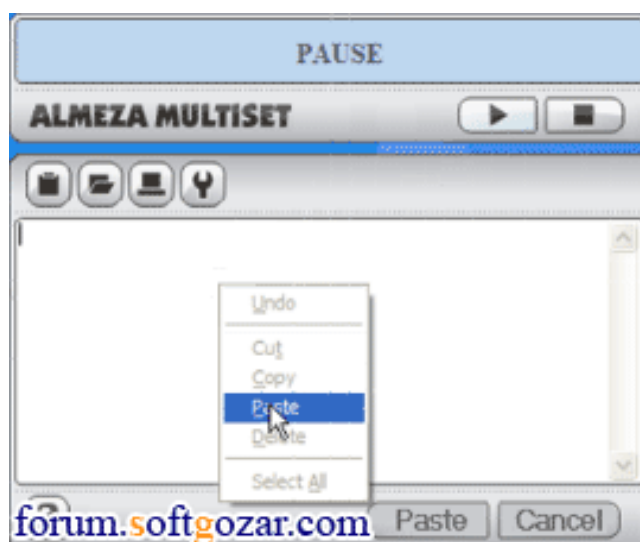 PAUSE
ALMEZA MULTISET
Undo
Cut
Copy
Paste
Delete
Select All
Paste Cancel
forum.softgozar.com